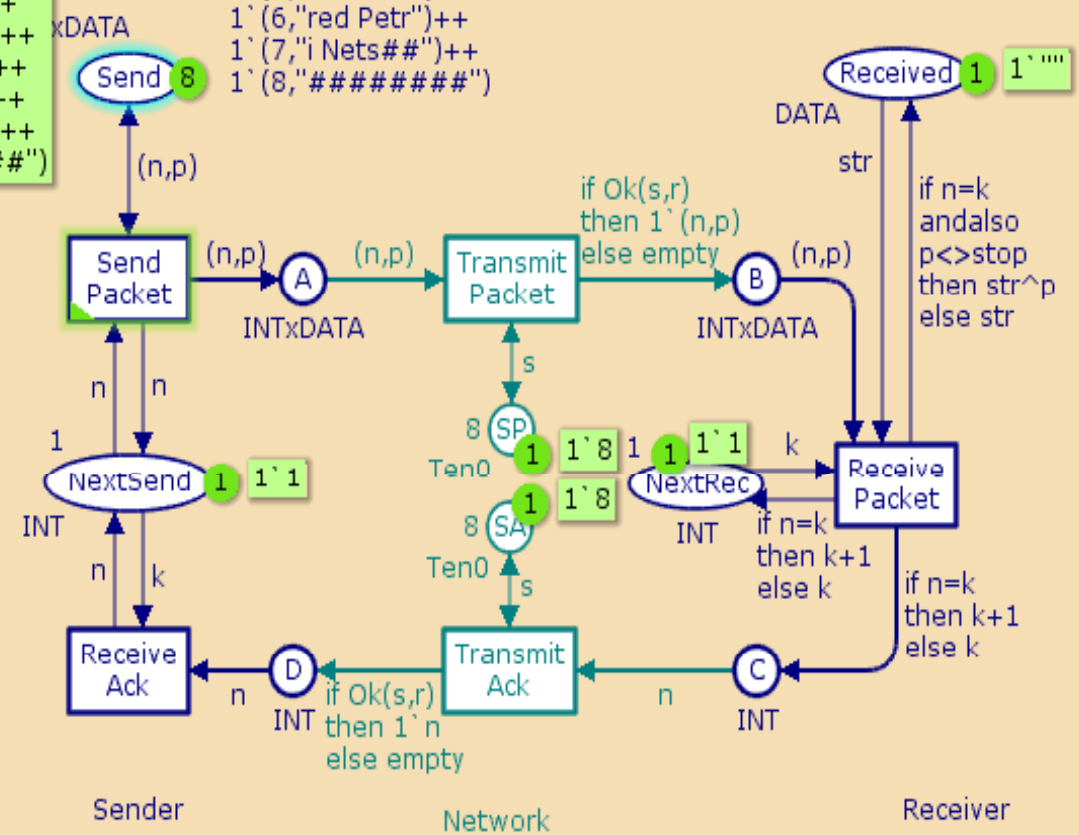 +
++
++
++
++
##")
xDATA
Send
8
1`(6,"red Petr")++
1`(7,"i Nets##")++
1`(8,"########")
Received
1
1`""
DATA
(n,p)
str
if n=k
andalso
p<>stop
then str^p
else str
if Ok(s,r)
then 1`(n,p)
else empty
Send
Packet
(n,p)
A
INTxDATA
(n,p)
Transmit
Packet
B
INTxDATA
(n,p)
n
n
s
1
NextSend
1
1`1
INT
8
SP
1
1`8
Ten0
8
SA
1
1`8
Ten0
1
1
1`1
NextRec
INT
k
Receive
Packet
if n=k
then k+1
else k
if n=k
then k+1
else k
n
k
s
Receive
Ack
n
D
INT
if Ok(s,r)
then 1`n
else empty
Transmit
Ack
n
C
INT
Sender
Network
Receiver